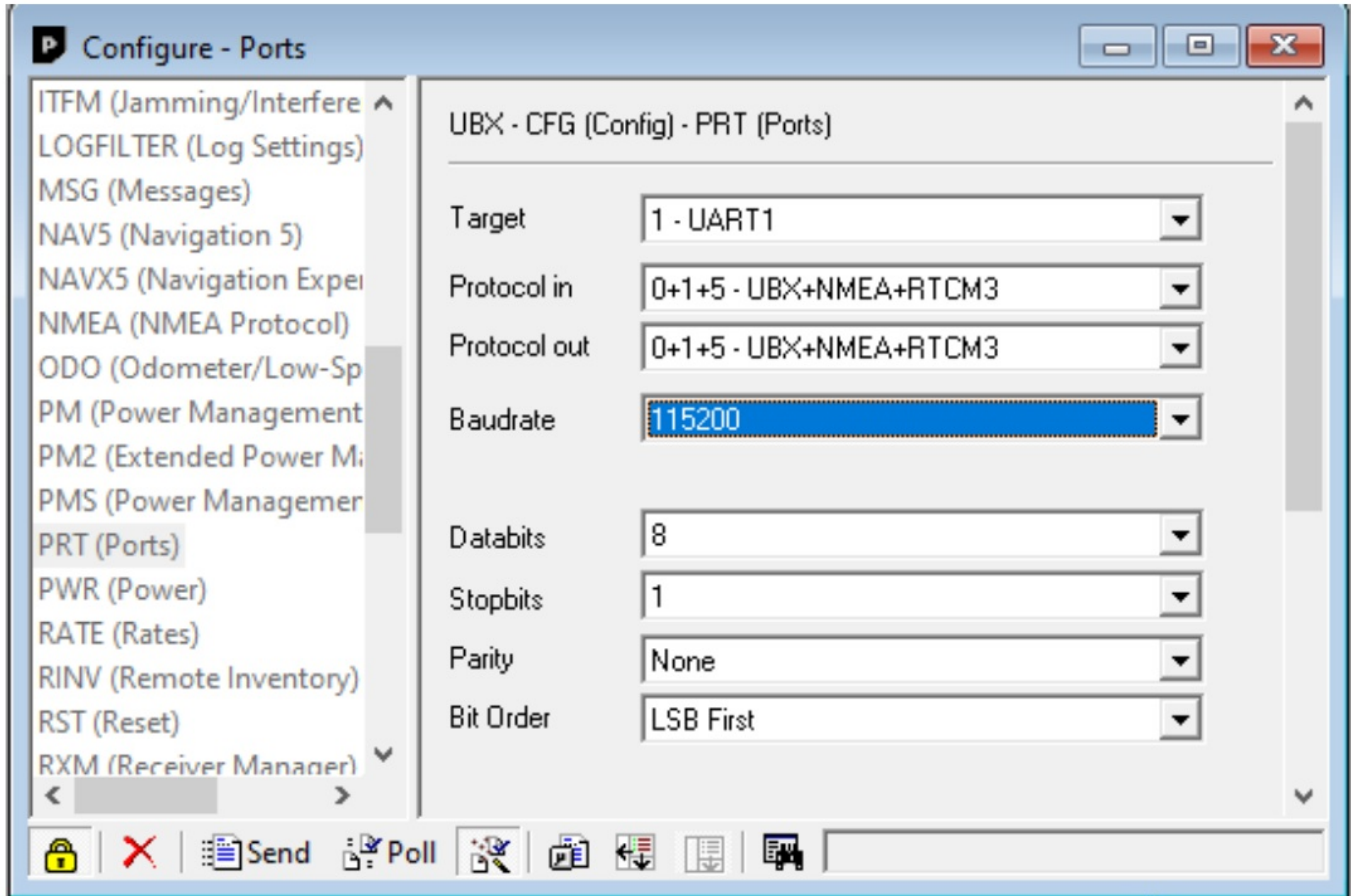 Configure - Ports
ITFM (Jamming/Interfere
LOGFILTER (Log Settings)
MSG (Messages)
NAV5 (Navigation 5)
NAVX5 (Navigation Exper
NMEA (NMEA Protocol)
ODO (Odometer/Low-Sp
PM (Power Management
PM2 (Extended Power Ma
PMS (Power Managemen
PRT (Ports)
PWR (Power)
RATE (Rates)
RINV (Remote Inventory)
RST (Reset)
RXM (Receiver Manager)
UBX - CFG (Config) - PRT (Ports)
Target 1 - UART1
Protocol in 0+1+5 - UBX+NMEA+RTCM3
Protocol out 0+1+5 - UBX+NMEA+RTCM3
Baudrate 115200
Databits 8
Stopbits 1
Parity None
Bit Order LSB First
Send Poll